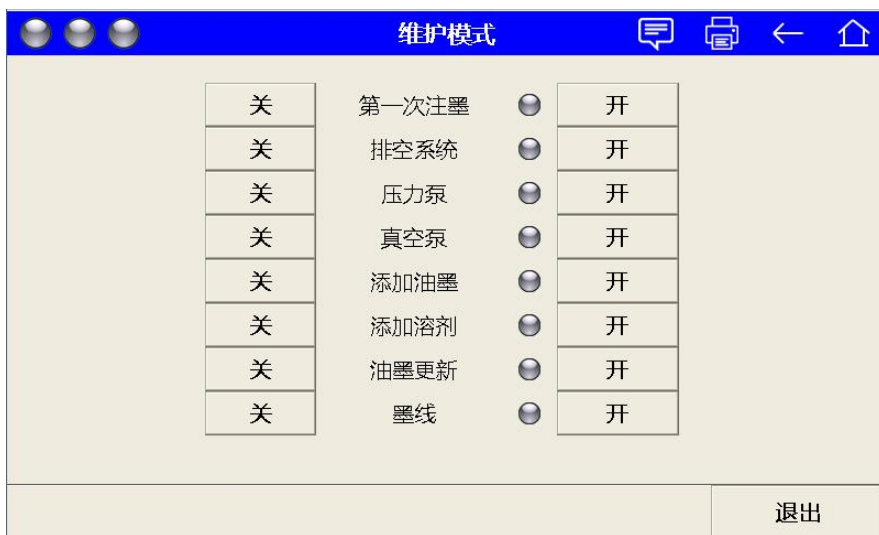 维护模式
关 第一次注墨 开
关 排空系统 开
关 压力泵 开
关 真空泵 开
关 添加油墨 开
关 添加溶剂 开
关 油墨更新 开
关 墨线 开
退出